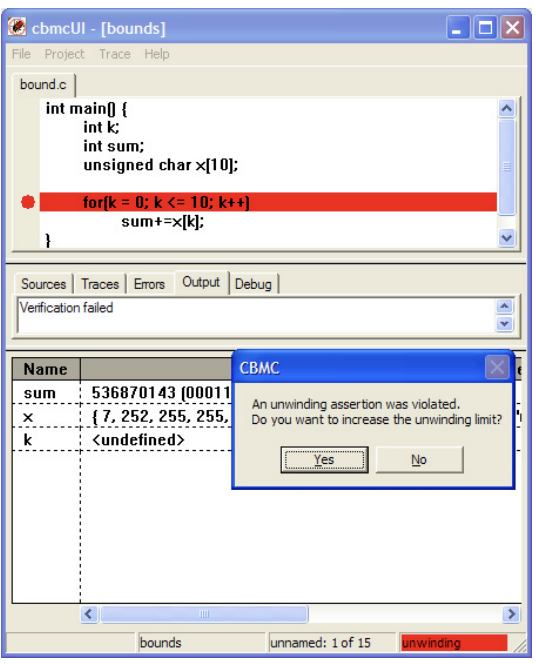 cbmcUI - [bounds]
File Project Trace Help
bound.c
int main() {
int k;
int sum;
unsigned char x[10];
for(k = 0; k <= 10; k++)
sum+=x[k];
}
Sources Traces Errors Output Debug
Verification failed
Name
sum 536870143 (00011
x { 7, 252, 255, 255,
k <undefined>
CBMC
An unwinding assertion was violated.
Do you want to increase the unwinding limit?
Yes No
bounds unnamed: 1 of 15 unwinding